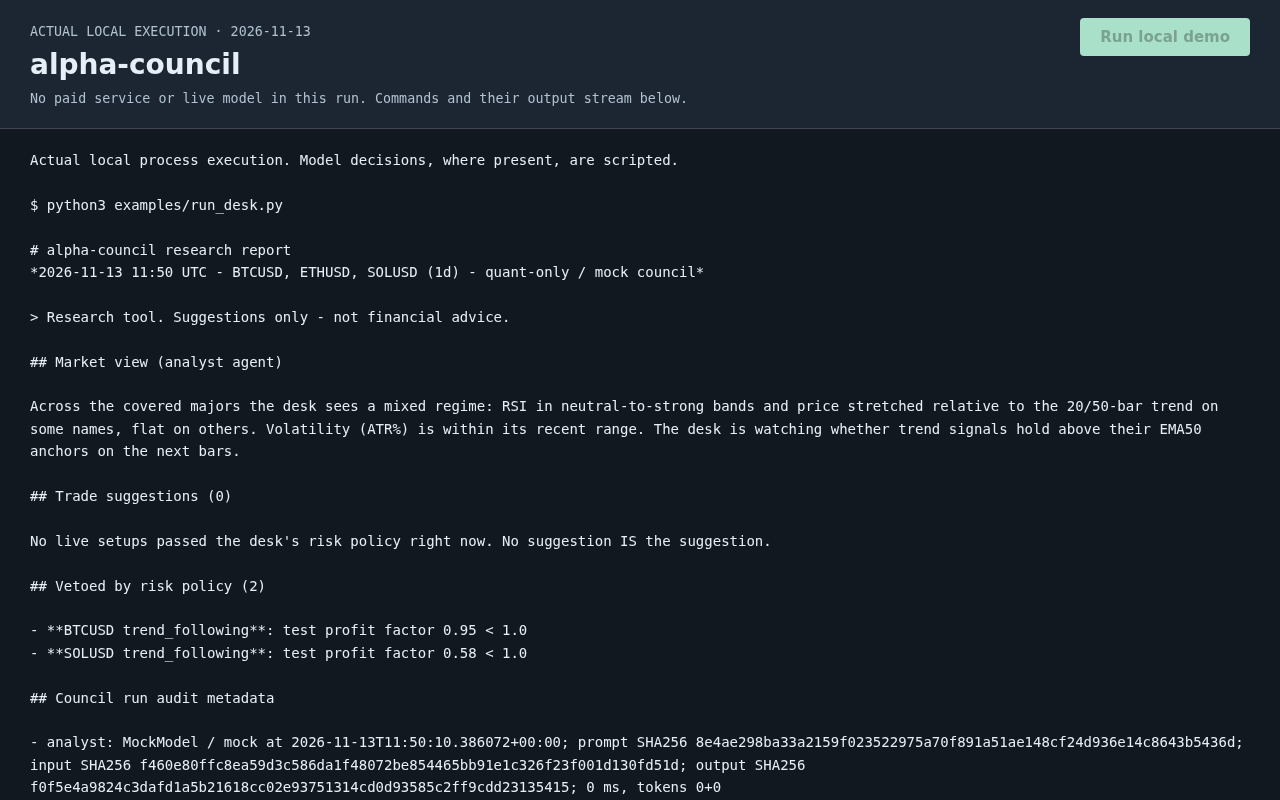 ACTUAL LOCAL EXECUTION · 2026-11-13
Run local demo
alpha-council
No paid service or live model in this run. Commands and their output stream below.
Actual local process execution. Model decisions, where present, are scripted.
$ python3 examples/run_desk.py
# alpha-council research report
*2026-11-13 11:50 UTC - BTCUSD, ETHUSD, SOLUSD (1d) - quant-only / mock council*
> Research tool. Suggestions only - not financial advice.
## Market view (analyst agent)
Across the covered majors the desk sees a mixed regime: RSI in neutral-to-strong bands and price stretched relative to the 20/50-bar trend on
some names, flat on others. Volatility (ATR%) is within its recent range. The desk is watching whether trend signals hold above their EMA50
anchors on the next bars.
## Trade suggestions (0)
No live setups passed the desk's risk policy right now. No suggestion IS the suggestion.
## Vetoed by risk policy (2)
- **BTCUSD trend_following**: test profit factor 0.95 < 1.0
- **SOLUSD trend_following**: test profit factor 0.58 < 1.0
## Council run audit metadata
- analyst: MockModel / mock at 2026-11-13T11:50:10.386072+00:00; prompt SHA256 8e4ae298ba33a2159f023522975a70f891a51ae148cf24d936e14c8643b5436d;
input SHA256 f460e80ffc8ea59d3c586da1f48072be854465bb91e1c326f23f001d130fd51d; output SHA256
f0f5e4a9824c3dafd1a5b21618cc02e93751314cd0d93585c2ff9cdd23135415; 0 ms, tokens 0+0